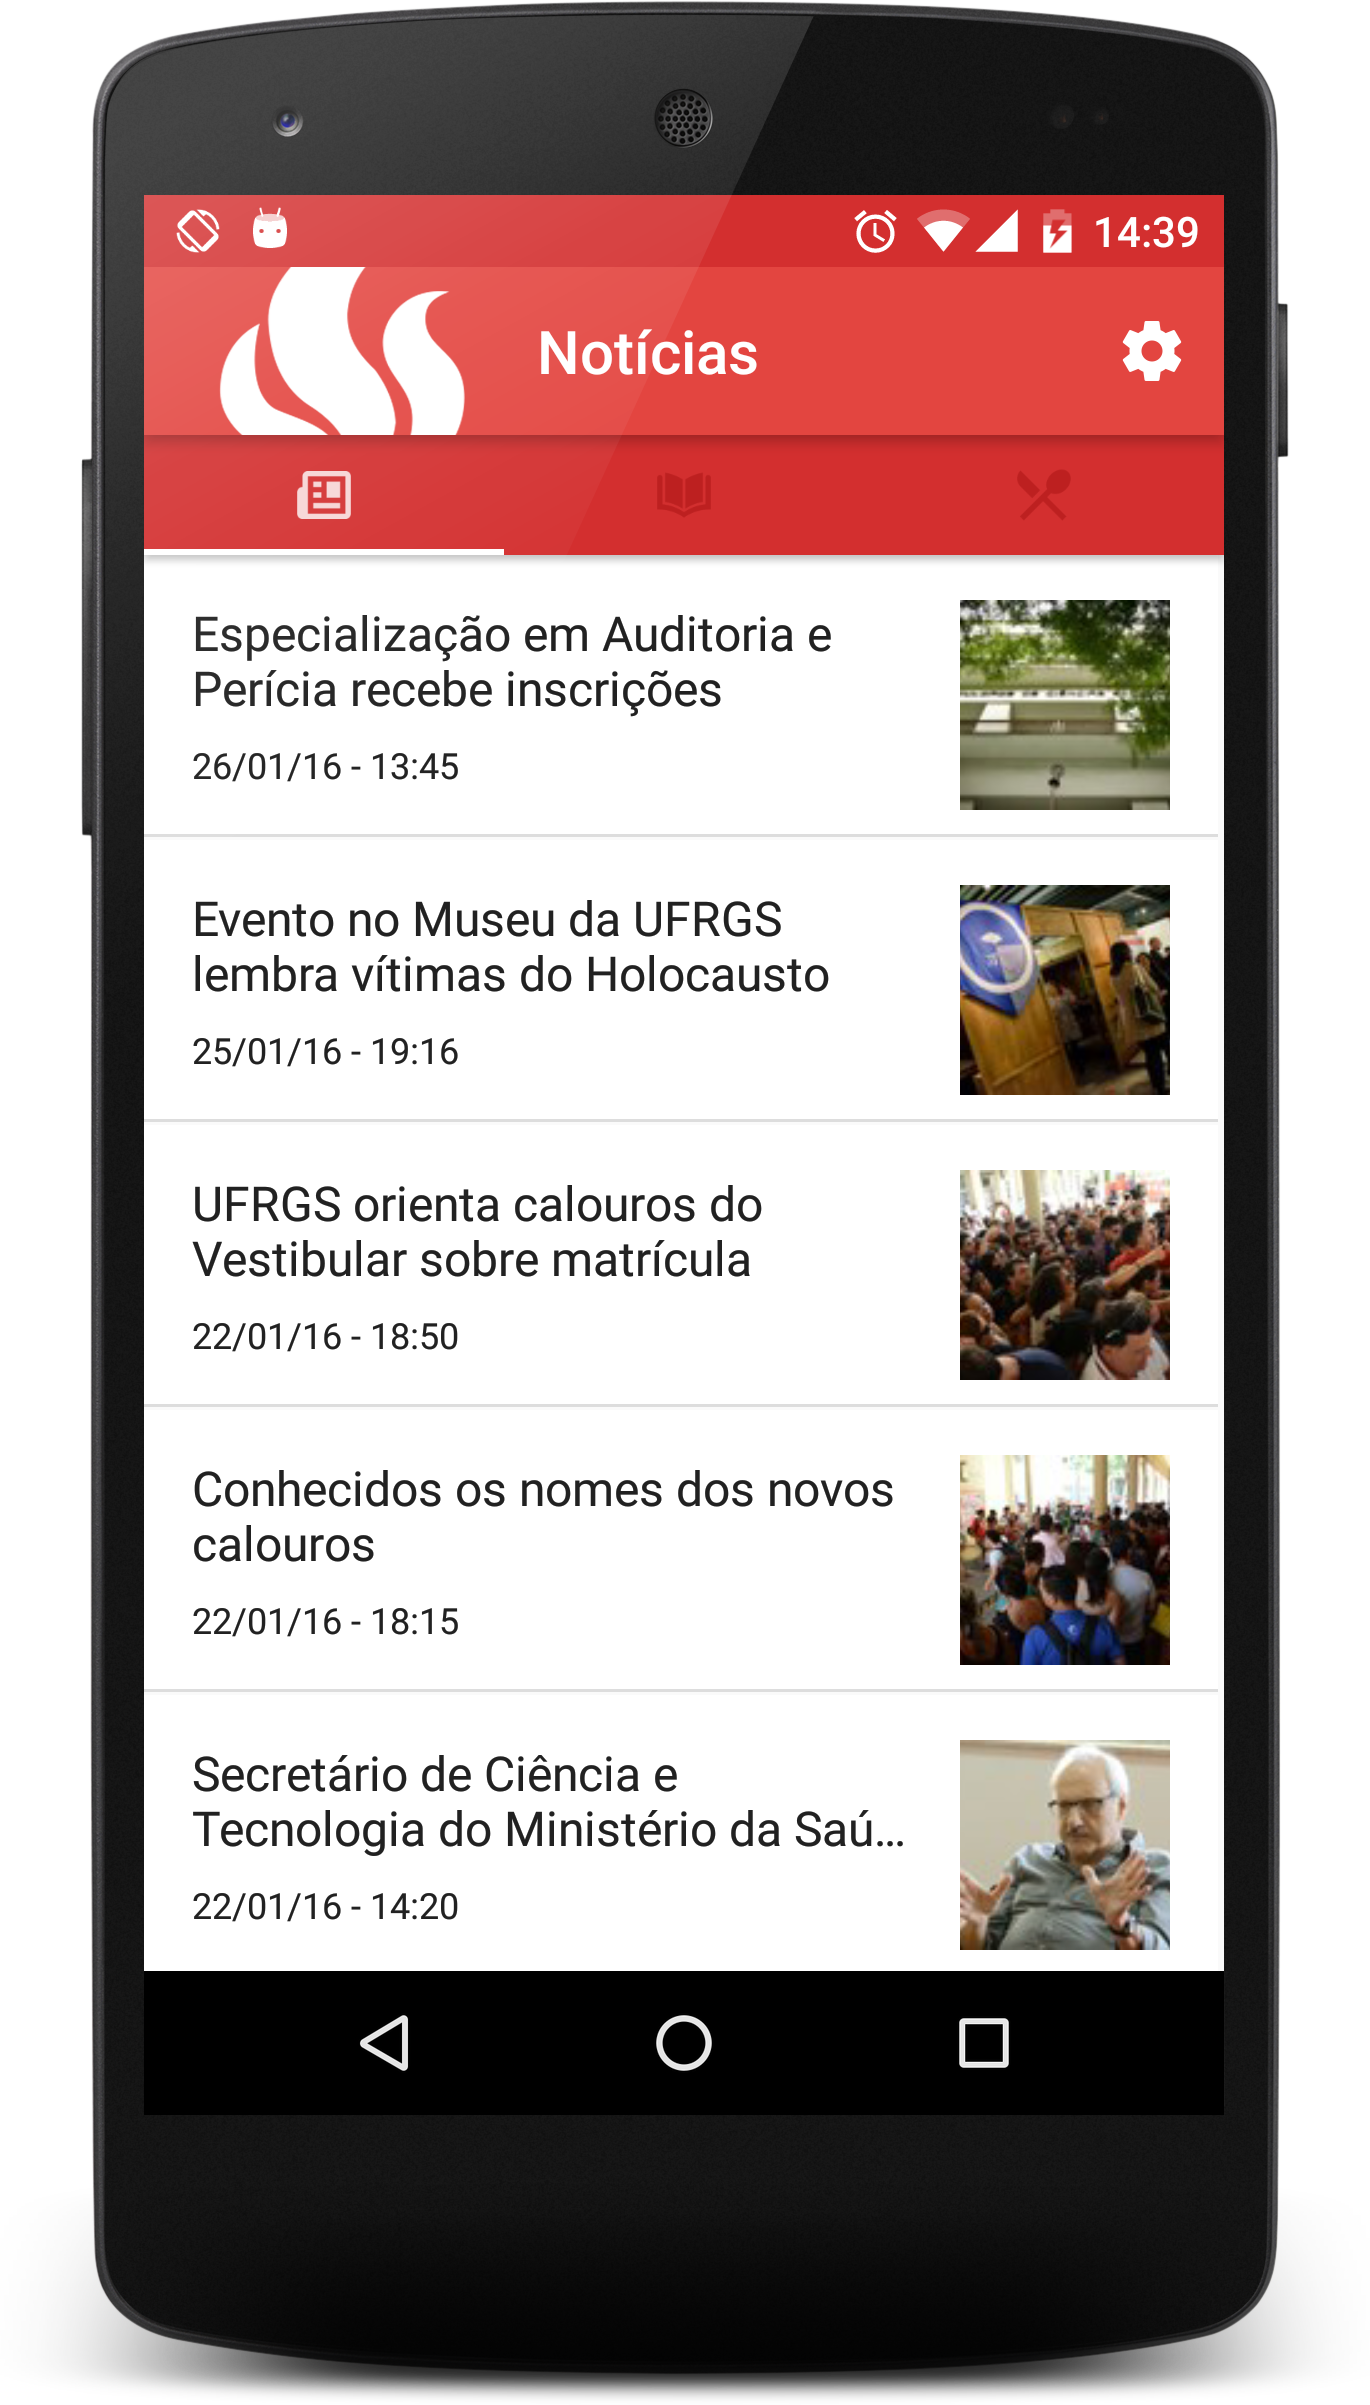 14:39
Notícias
Especialização em Auditoria e
Perícia recebe inscrições
26/01/16 - 13:45
Evento no Museu da UFRGS
lembra vítimas do Holocausto
25/01/16 - 19:16
UFRGS orienta calouros do
Vestibular sobre matrícula
22/01/16 - 18:50
Conhecidos os nomes dos novos
calouros
22/01/16 - 18:15
Secretário de Ciência e
Tecnologia do Ministério da Saú...
22/01/16 - 14:20